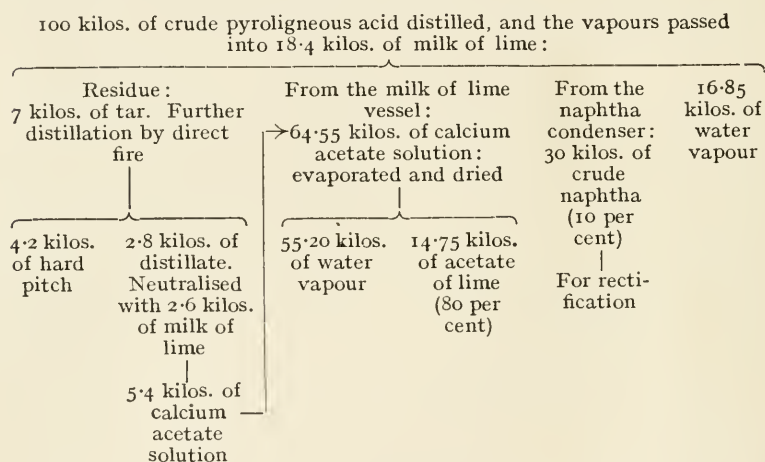 100 kilos. of crude pyroligneous acid distilled, and the vapours passed
into 18·4 kilos. of milk of lime:
Residue:
7 kilos. of tar. Further
distillation by direct
fire
4·2 kilos.
of hard
pitch
2·8 kilos. of
distillate.
Neutralised
with 2·6 kilos.
of milk of
lime
5·4 kilos. of
calcium
acetate
solution
From the milk of lime
vessel:
64·55 kilos. of calcium
acetate solution:
evaporated and dried
55·20 kilos.
of water
vapour
14·75 kilos.
of acetate
of lime
(80 per
cent)
From the
naphtha
condenser:
30 kilos. of
crude
naphtha
(10 per
cent)
For recti-
fication
16·85
kilos. of
water
vapour